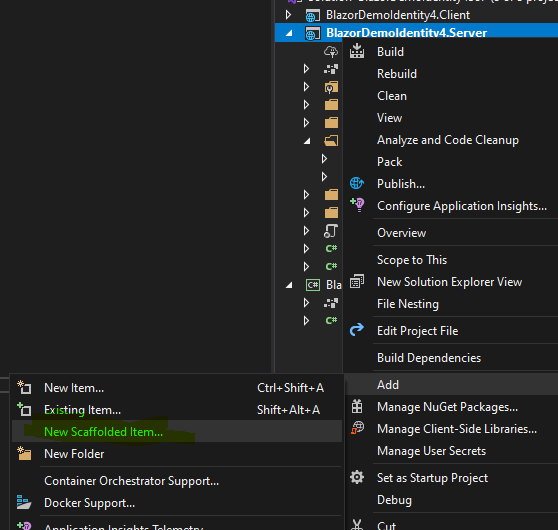 BlazorDemoIdentity4.Client
BlazorDemoIdentity4.Server
Build
Rebuild
Clean
View
Analyze and Code Cleanup
Pack
Publish...
Configure Application Insights...
Overview
Scope to This
New Solution Explorer View
C# Bla
File Nesting
C#
Edit Project File
Build Dependencies
Add
Manage NuGet Packages...
Manage Client-Side Libraries...
Manage User Secrets
Set as Startup Project
Debug
Cut
New Item... Ctrl+Shift+A
Existing Item... Shift+Alt+A
New Scaffolded Item...
New Folder
Container Orchestrator Support...
Docker Support...
Application Insights Telemetry